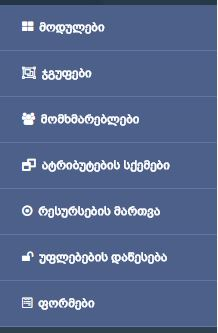 მოდულები
ჯგუფები
მომხმარებლები
ატრიბუტების სქემები
რესურსების მართვა
უფლებების დაწესება
ფორმები